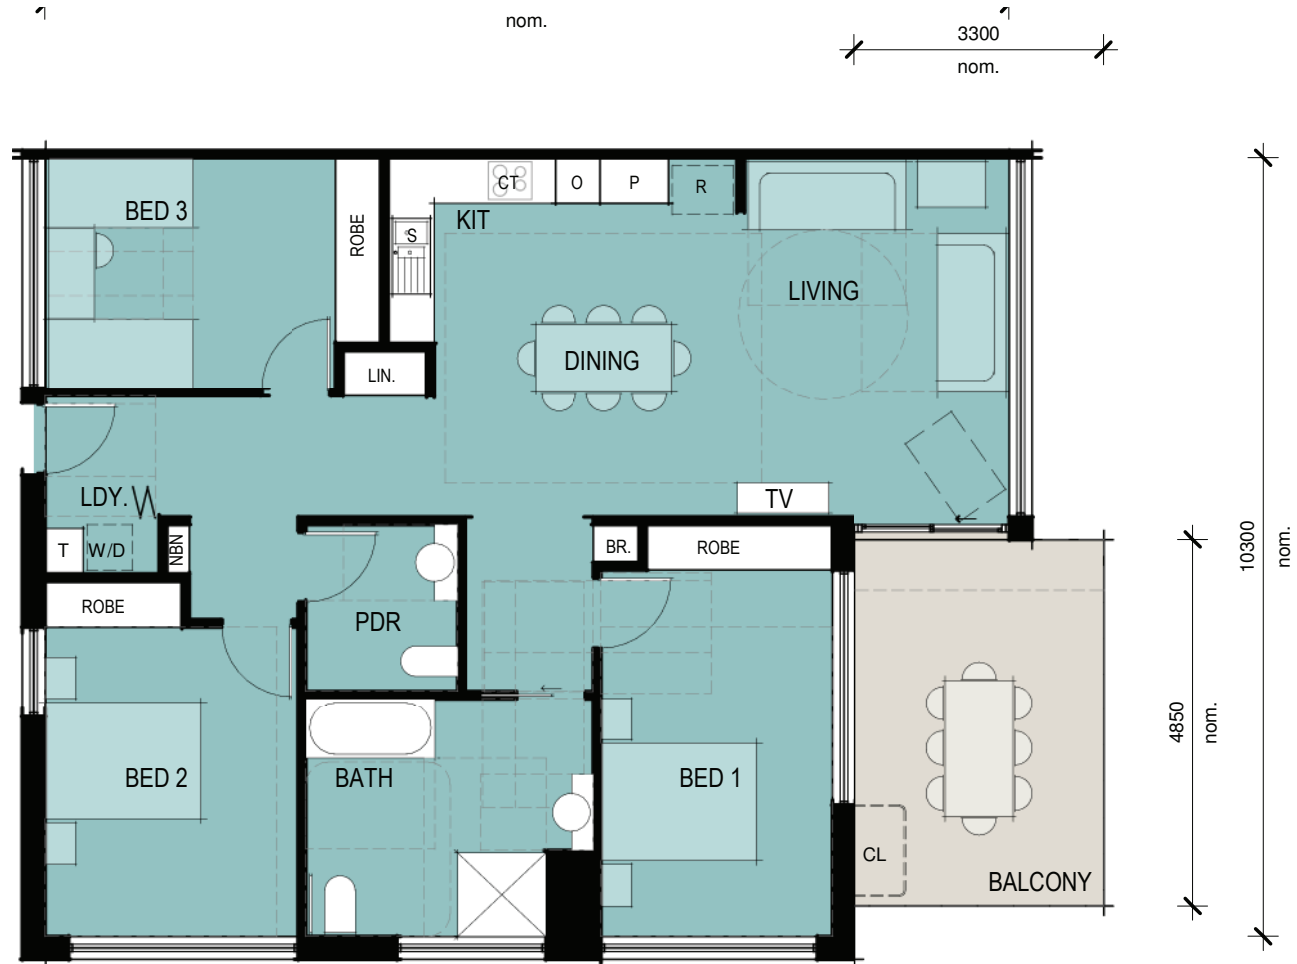 nom.
3300
nom.
CT
O
P
R
BED 3
KIT
ROBE
S
LIVING
DINING
LIN.
LDY.
TV
T
W/D
NBN
BR.
ROBE
10300
nom.
ROBE
PDR
4850
nom.
BED 2
BATH
BED 1
CL
BALCONY